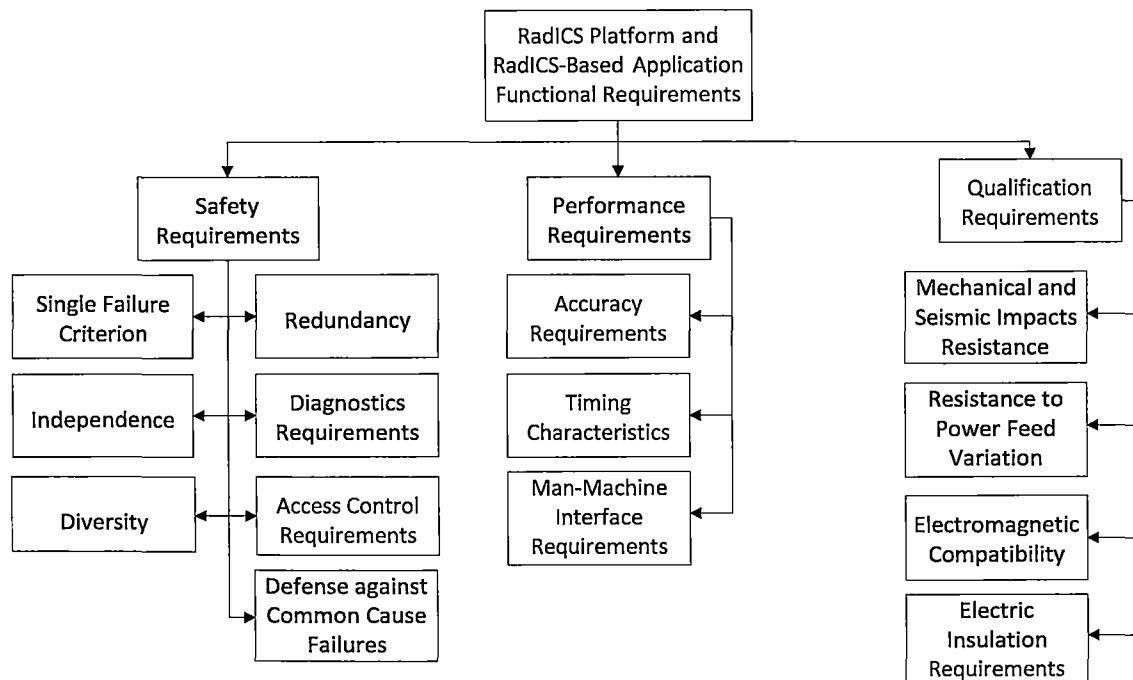 RadICS Platform and
RadICS-Based Application
Functional Requirements
Safety
Requirements
Performance
Requirements
Qualification
Requirements
Single Failure
Criterion
Redundancy
Independence
Diagnostics
Requirements
Diversity
Access Control
Requirements
Defense against
Common Cause
Failures
Accuracy
Requirements
Timing
Characteristics
Man-Machine
Interface
Requirements
Mechanical and
Seismic Impacts
Resistance
Resistance to
Power Feed
Variation
Electromagnetic
Compatibility
Electric
Insulation
Requirements